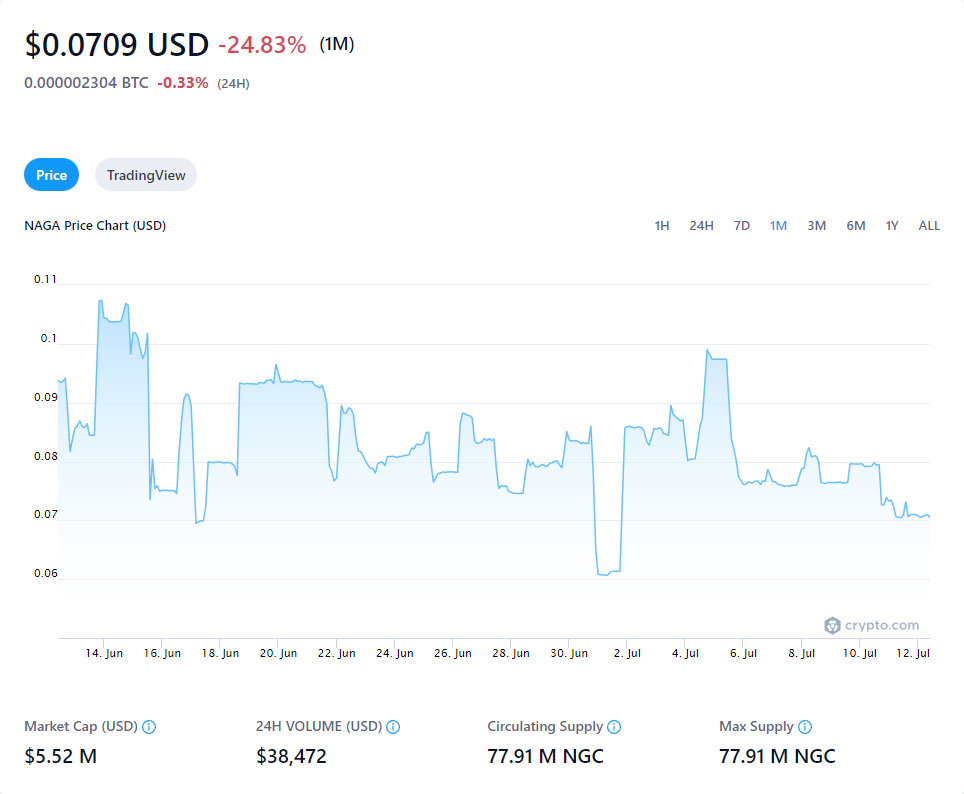 $0.0709 USD -24.83% (1M)
0.000002304 BTC -0.33% (24H)
Price TradingView
NAGA Price Chart (USD) 1H 24H 7D 1M 3M 6M 1Y ALL
0.11
0.1
0.09
0.08
0.07
0.06
crypto.com
14. Jun 16. Jun 18. Jun 20. Jun 22. Jun 24. Jun 26. Jun 28. Jun 30. Jun 2. Jul 4. Jul 6. Jul 8. Jul 10. Jul 12. Jul
Market Cap (USD) 24H VOLUME (USD) Circulating Supply Max Supply
$5.52 M $38,472 77.91 M NGC 77.91 M NGC